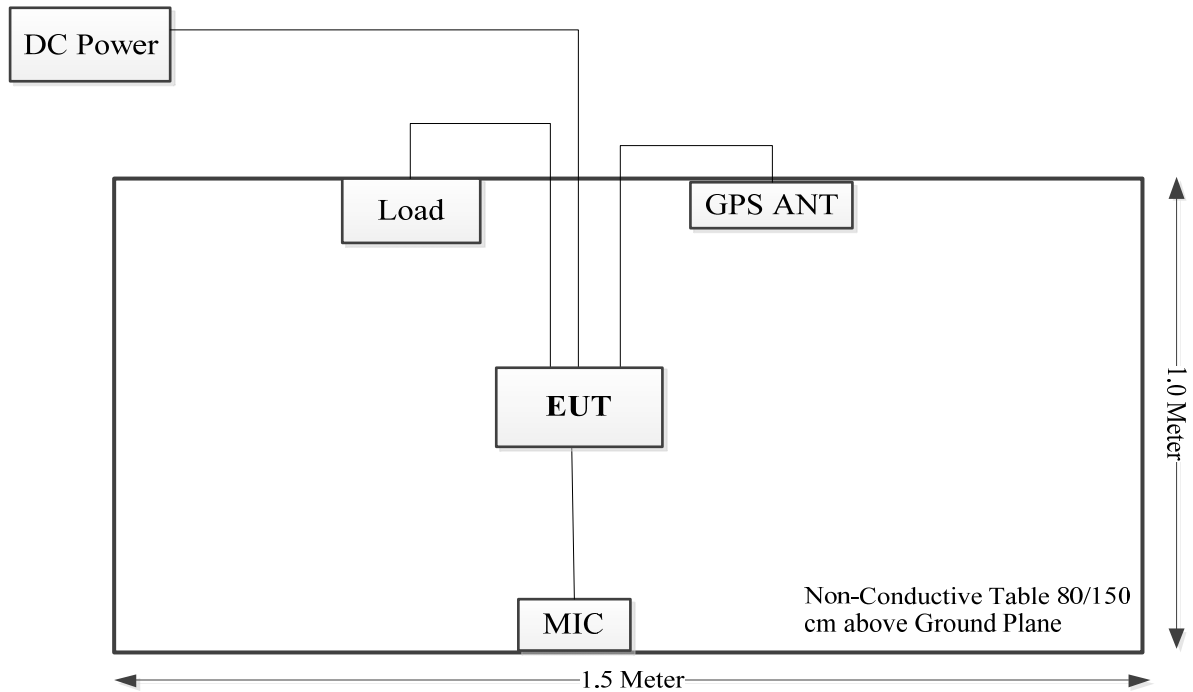 DC Power
Load
GPS ANT
EUT
1.0 Meter
MIC
Non-Conductive Table 80/150
cm above Ground Plane
1.5 Meter